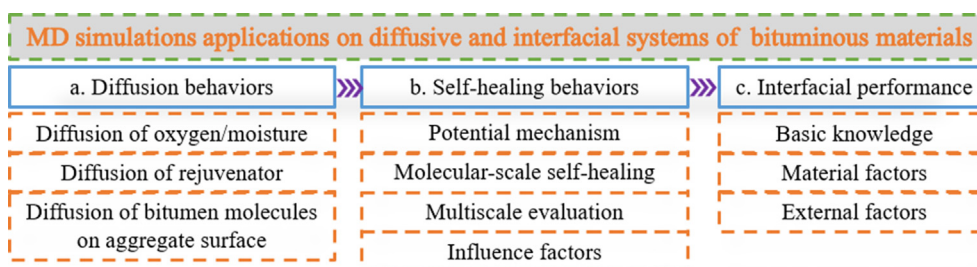 MD simulations applications on diffusive and interfacial systems of bituminous materials
a. Diffusion behaviors
Diffusion of oxygen/moisture
Diffusion of rejuvenator
Diffusion of bitumen molecules
on aggregate surface
b. Self-healing behaviors
Potential mechanism
Molecular-scale self-healing
Multiscale evaluation
Influence factors
c. Interfacial performance
Basic knowledge
Material factors
External factors